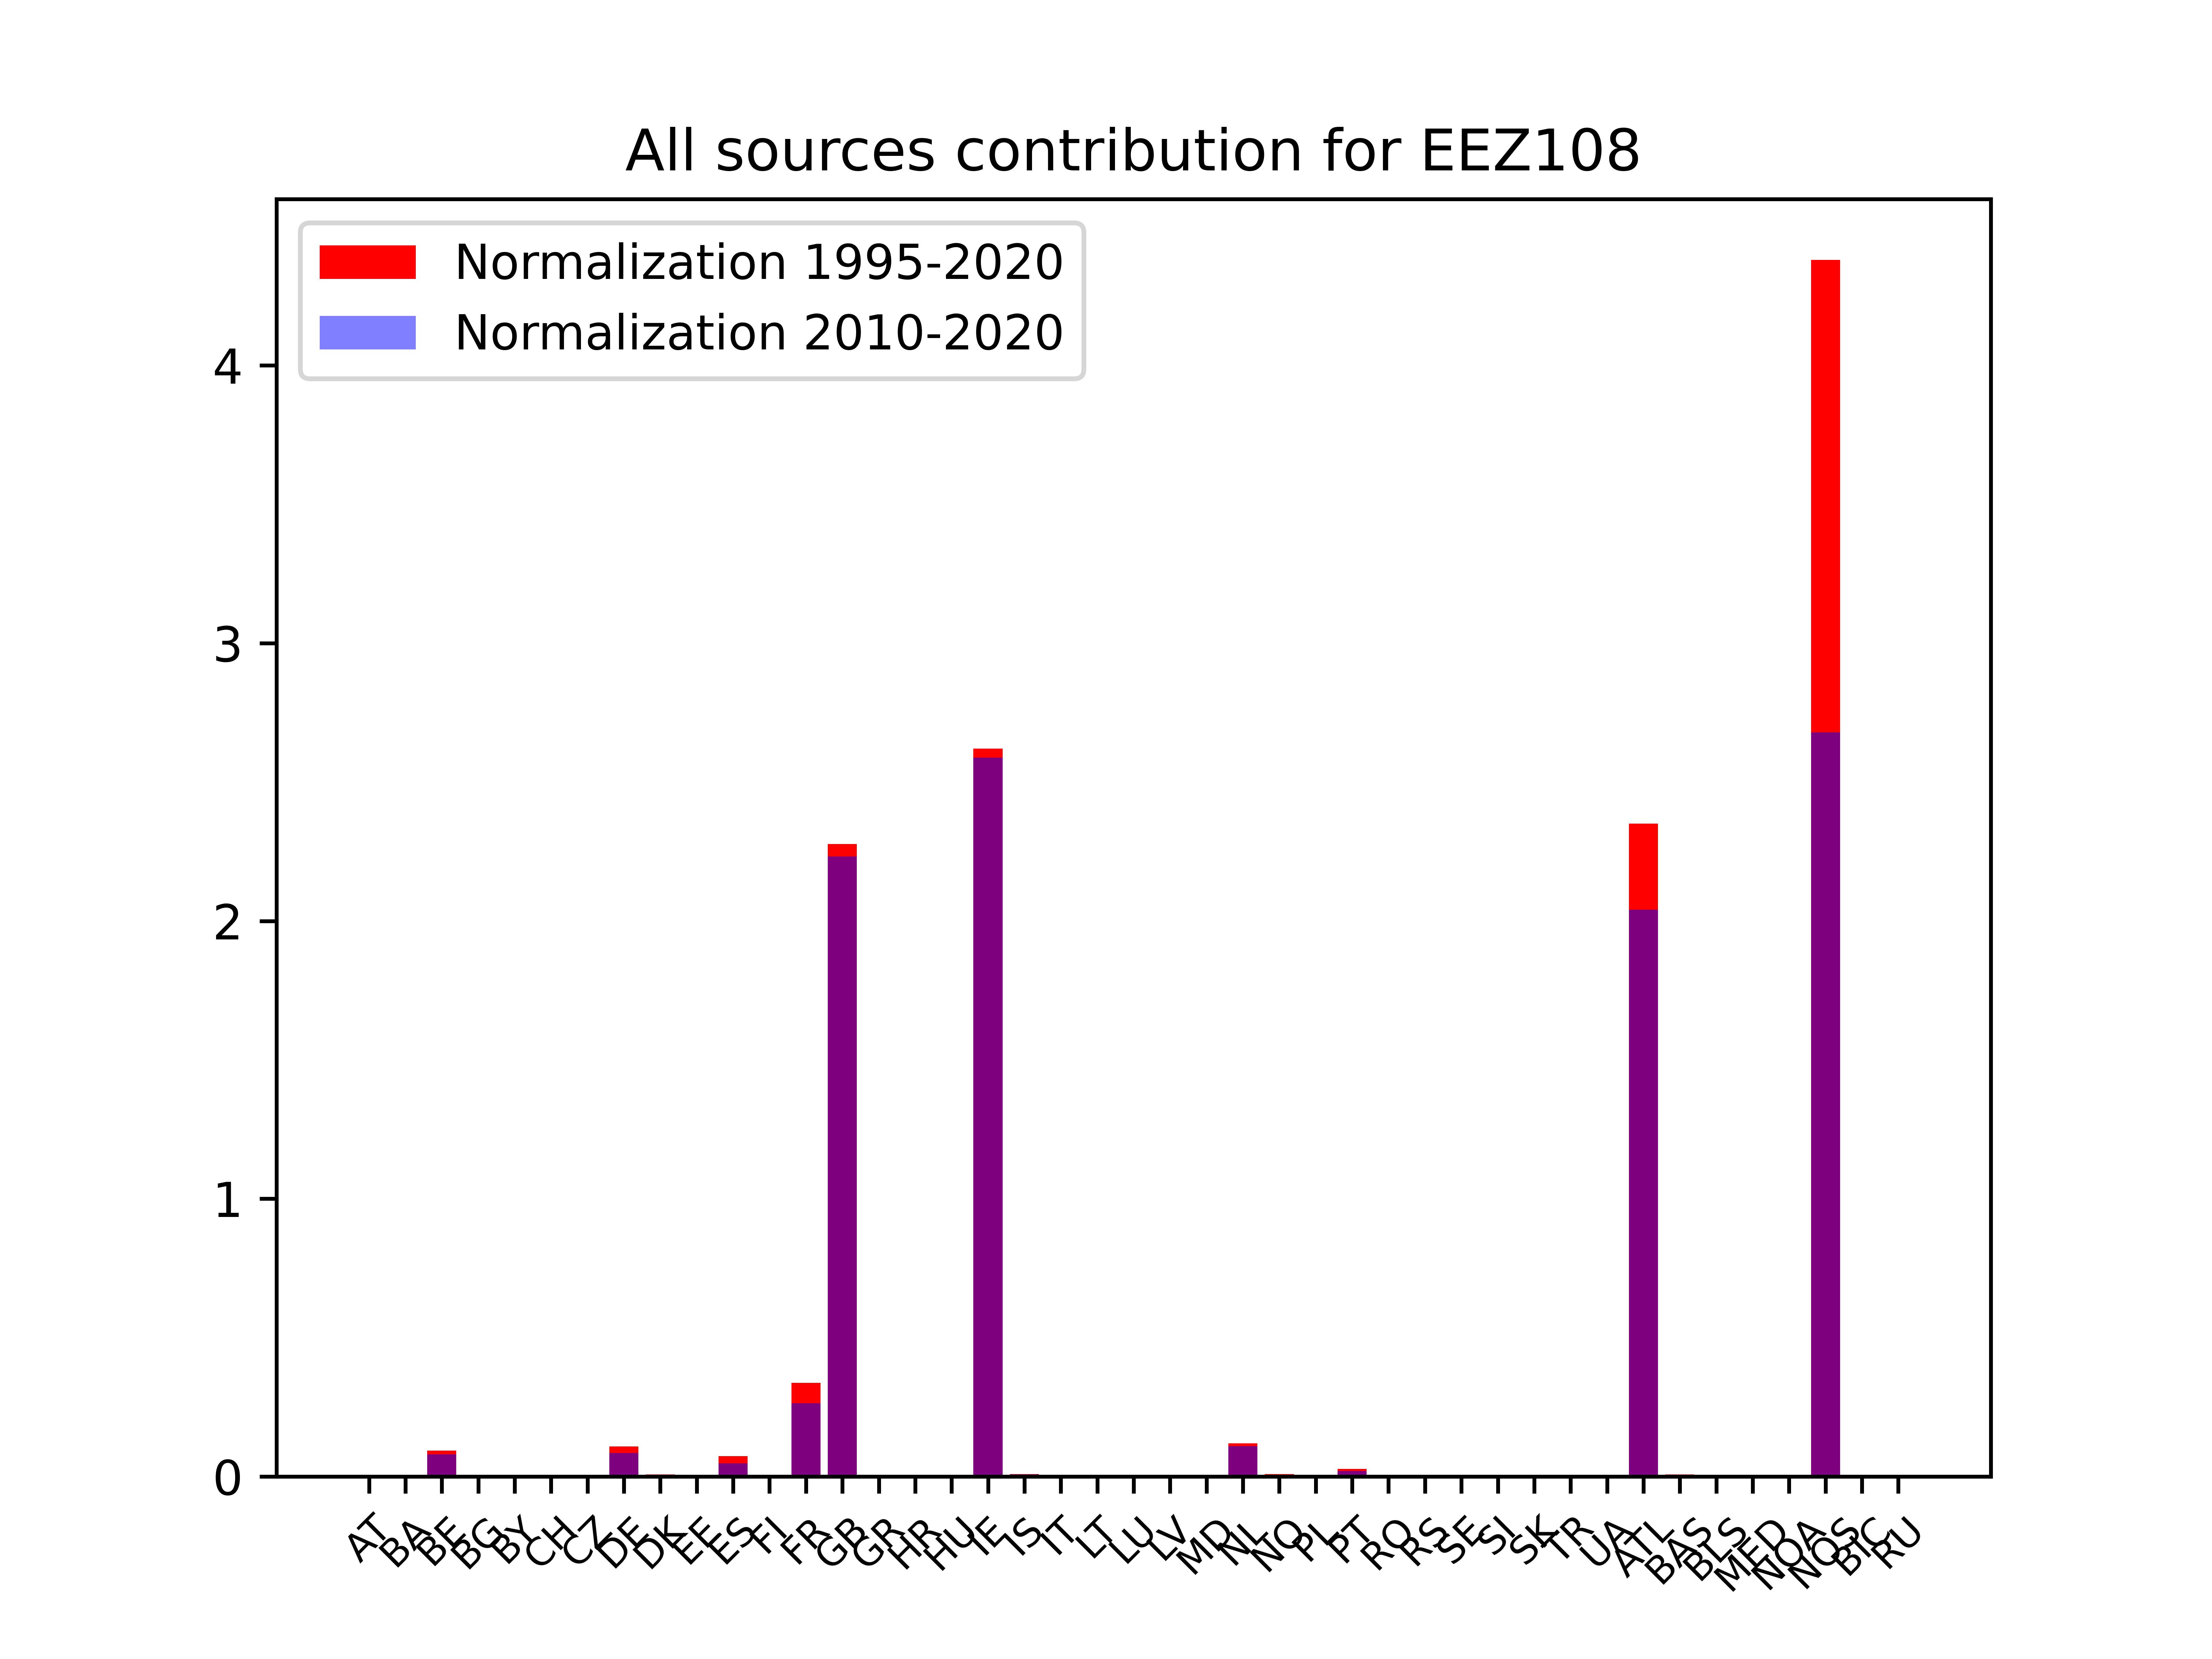 All sources contribution for EEZ108
Normalization 1995-2020
Normalization 2010-2020
4
3
2
1
0
AT
BA
BE
BG
BY
CH
CZ
DE
DK
EE
ES
FI
FR
GB
GR
HR
HU
IE
IS
IT
LT
LU
LV
MD
NL
NO
PL
PT
RO
RS
SE
SI
SK
TR
UA
ATL
BAS
BLS
MED
NOA
NOS
BIC
RU